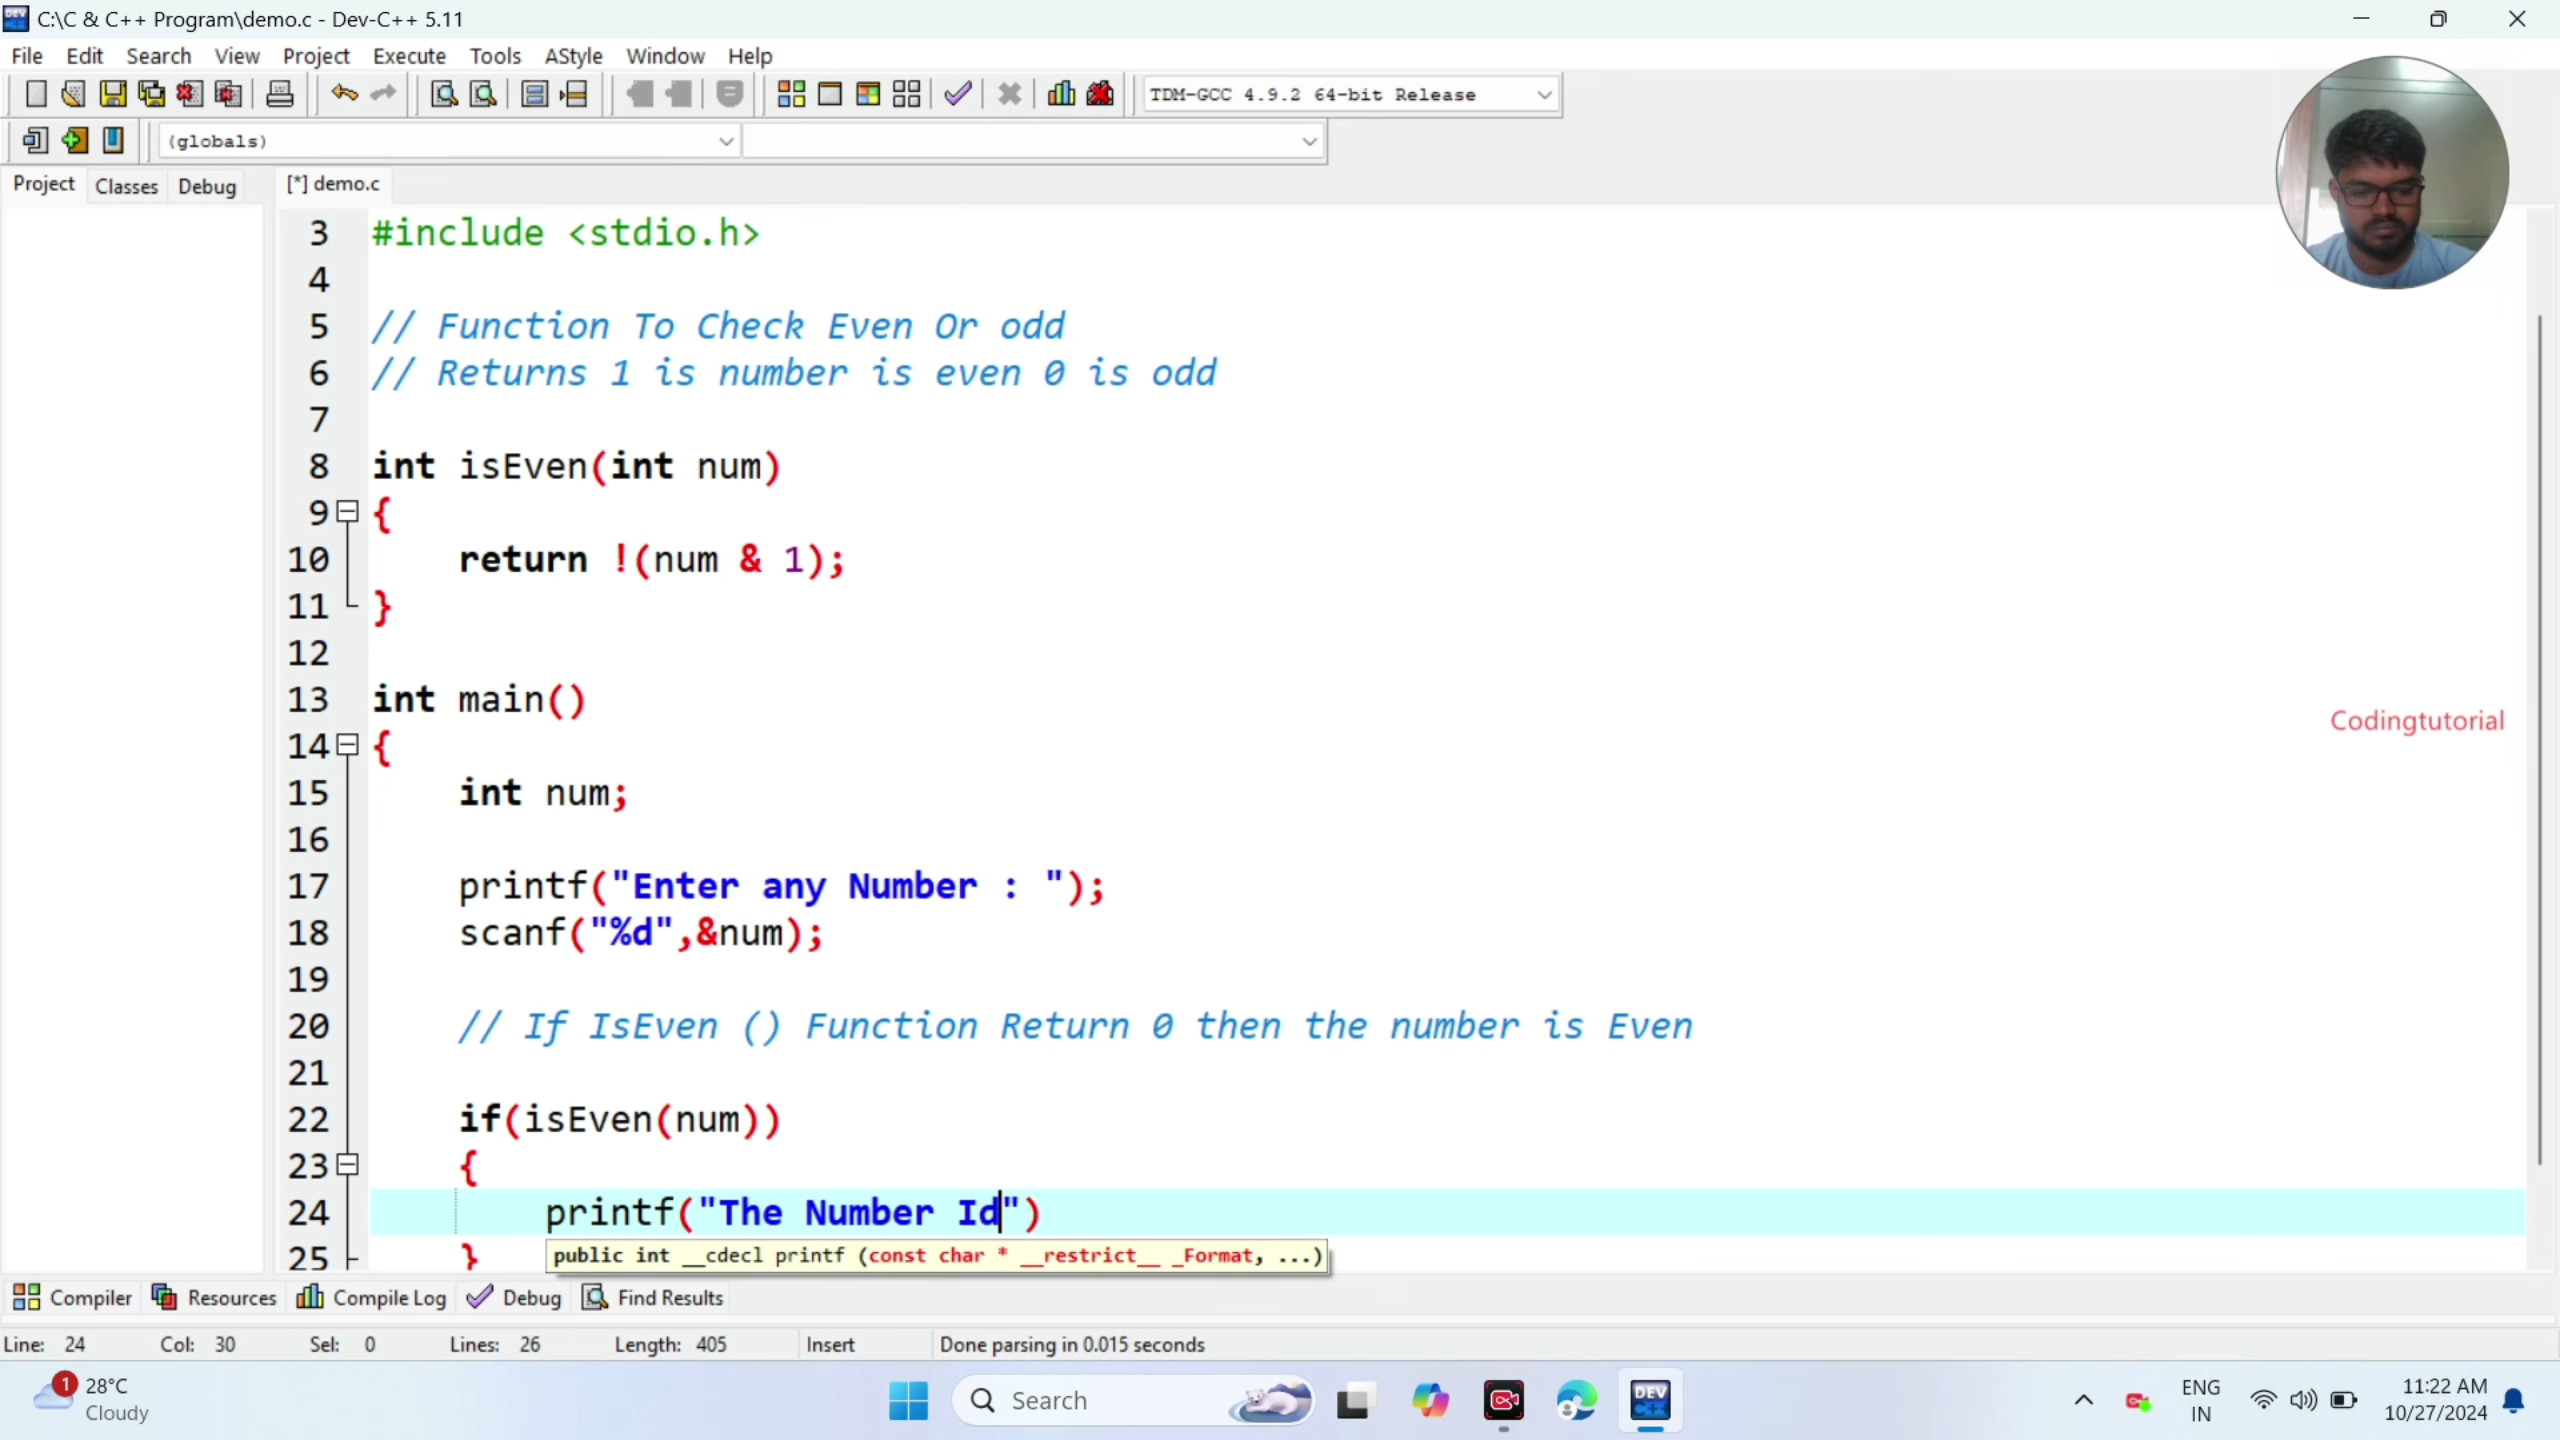 C:\C & C++ Program\demo.c - Dev-C++ 5.11
File Edit Search View Project Execute Tools AStyle Window Help
TDM-GCC 4.9.2 64-bit Release
(globals)
Project Classes Debug [*] demo.c
3 #include <stdio.h>
4
5 // Function To Check Even Or odd
6 // Returns 1 is number is even 0 is odd
7
8 int isEven(int num)
9 {
10 return !(num & 1);
11 }
12
13 int main()
14 {
15 int num;
16
17 printf("Enter any Number : ");
18 scanf("%d",&num);
19
20 // If IsEven () Function Return 0 then the number is Even
21
22 if(isEven(num))
23 {
24 printf("The Number Id")
25 }
public int __cdecl printf (const char * __restrict__ _Format, ...)
Codingtutorial
Compiler Resources Compile Log Debug Find Results
Line: 24 Col: 30 Sel: 0 Lines: 26 Length: 405 Insert Done parsing in 0.015 seconds
1 28°C
Cloudy
Search
DEV
C++
ENG
IN
11:22 AM
10/27/2024